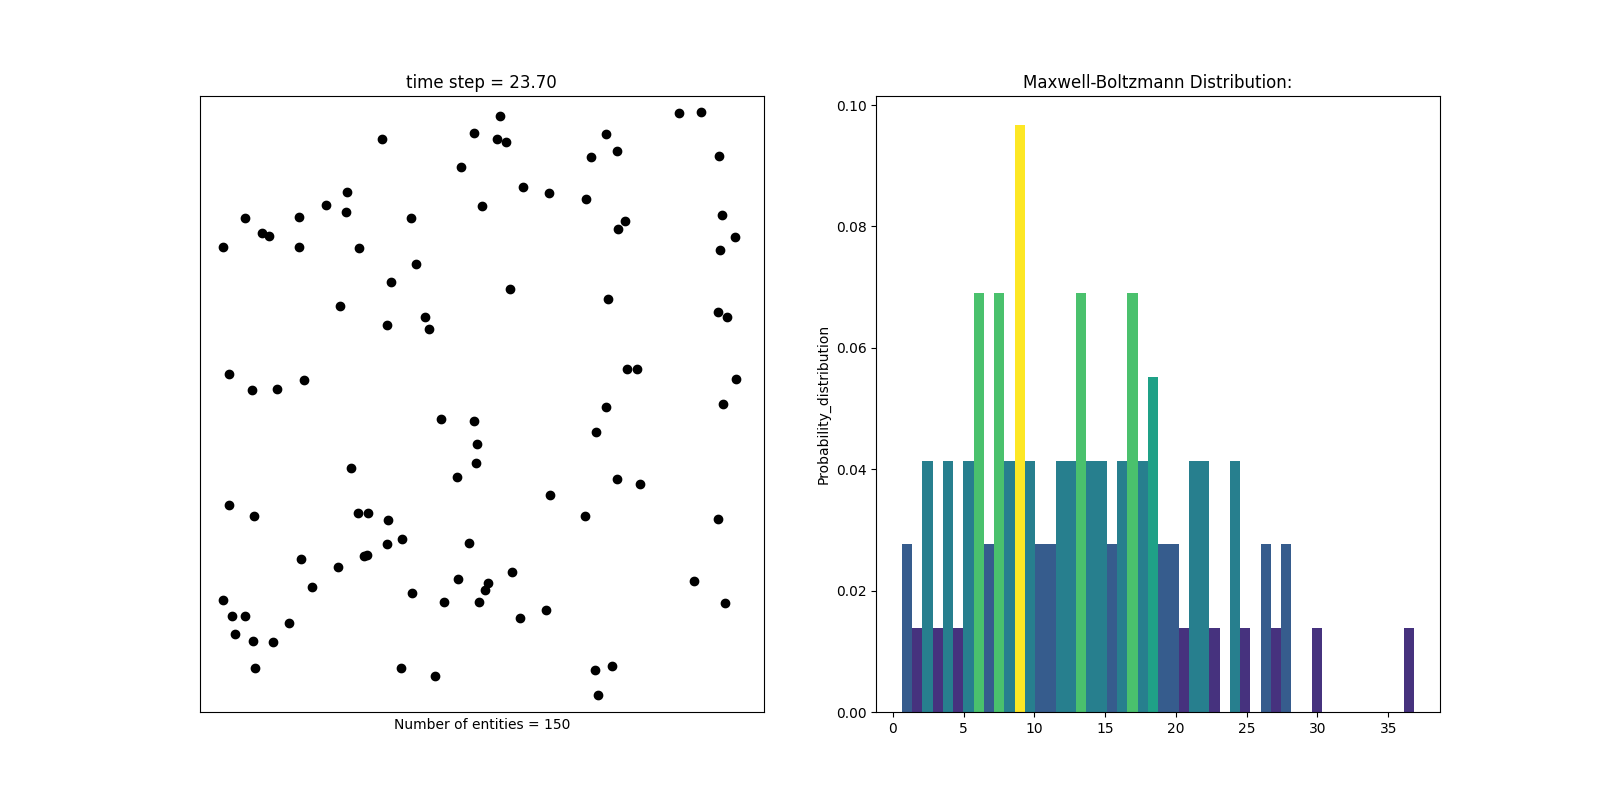 time step = 23.70
Number of entities = 150
Maxwell-Boltzmann Distribution:
Probability_distribution
0.10
0.08
0.06
0.04
0.02
0.00
0 5 10 15 20 25 30 35